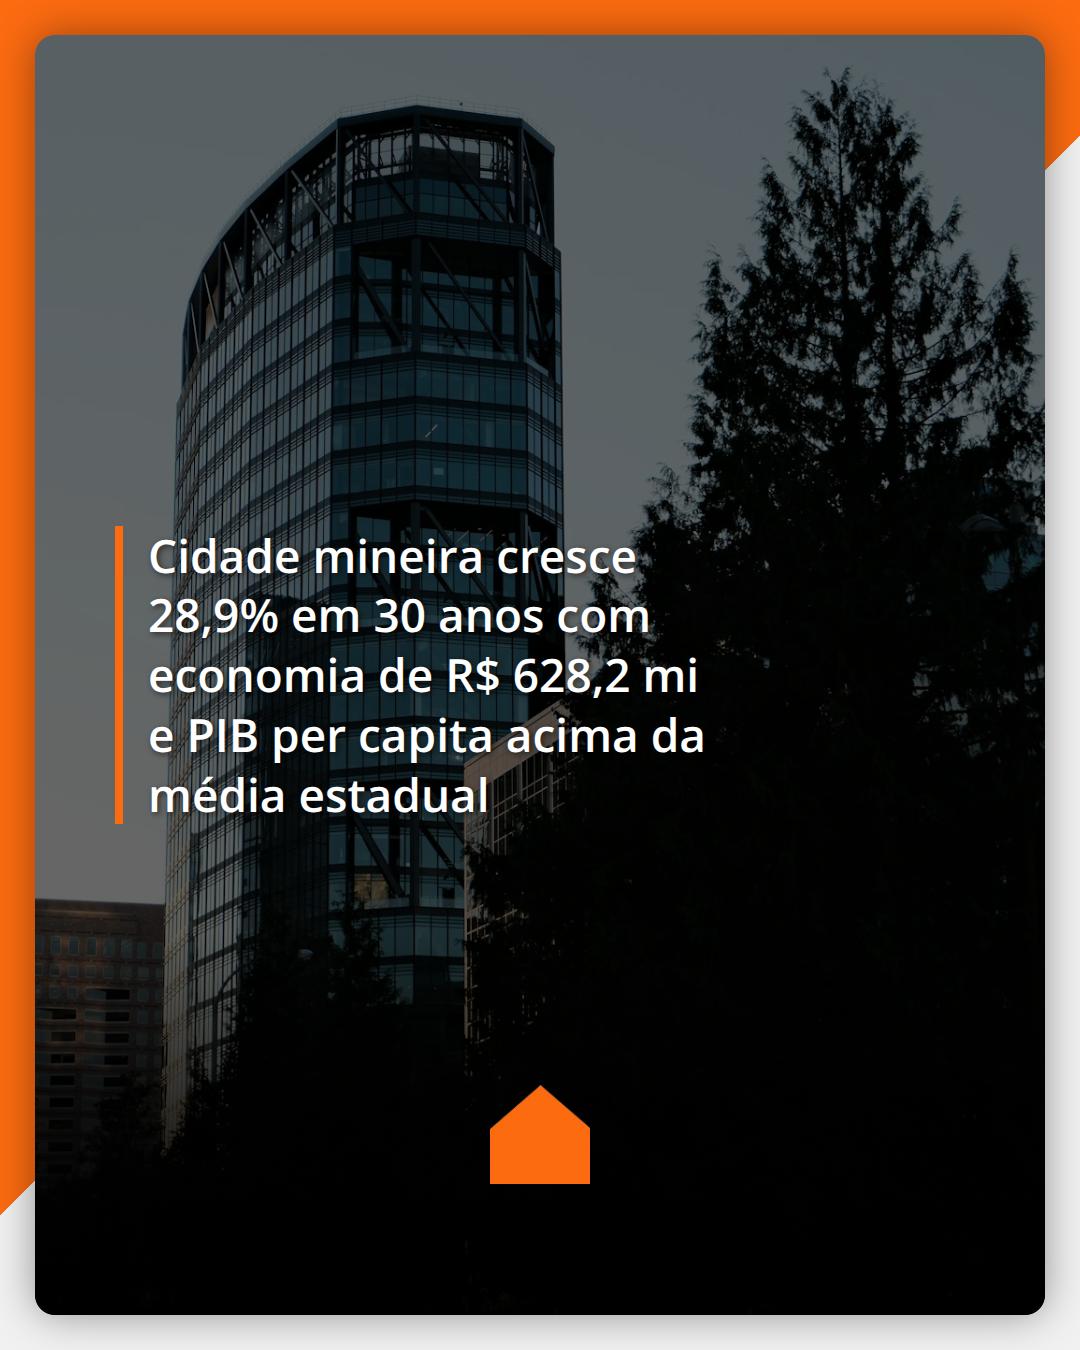 Cidade mineira cresce
28,9% em 30 anos com
economia de R$ 628,2 mi
e PIB per capita acima da
média estadual